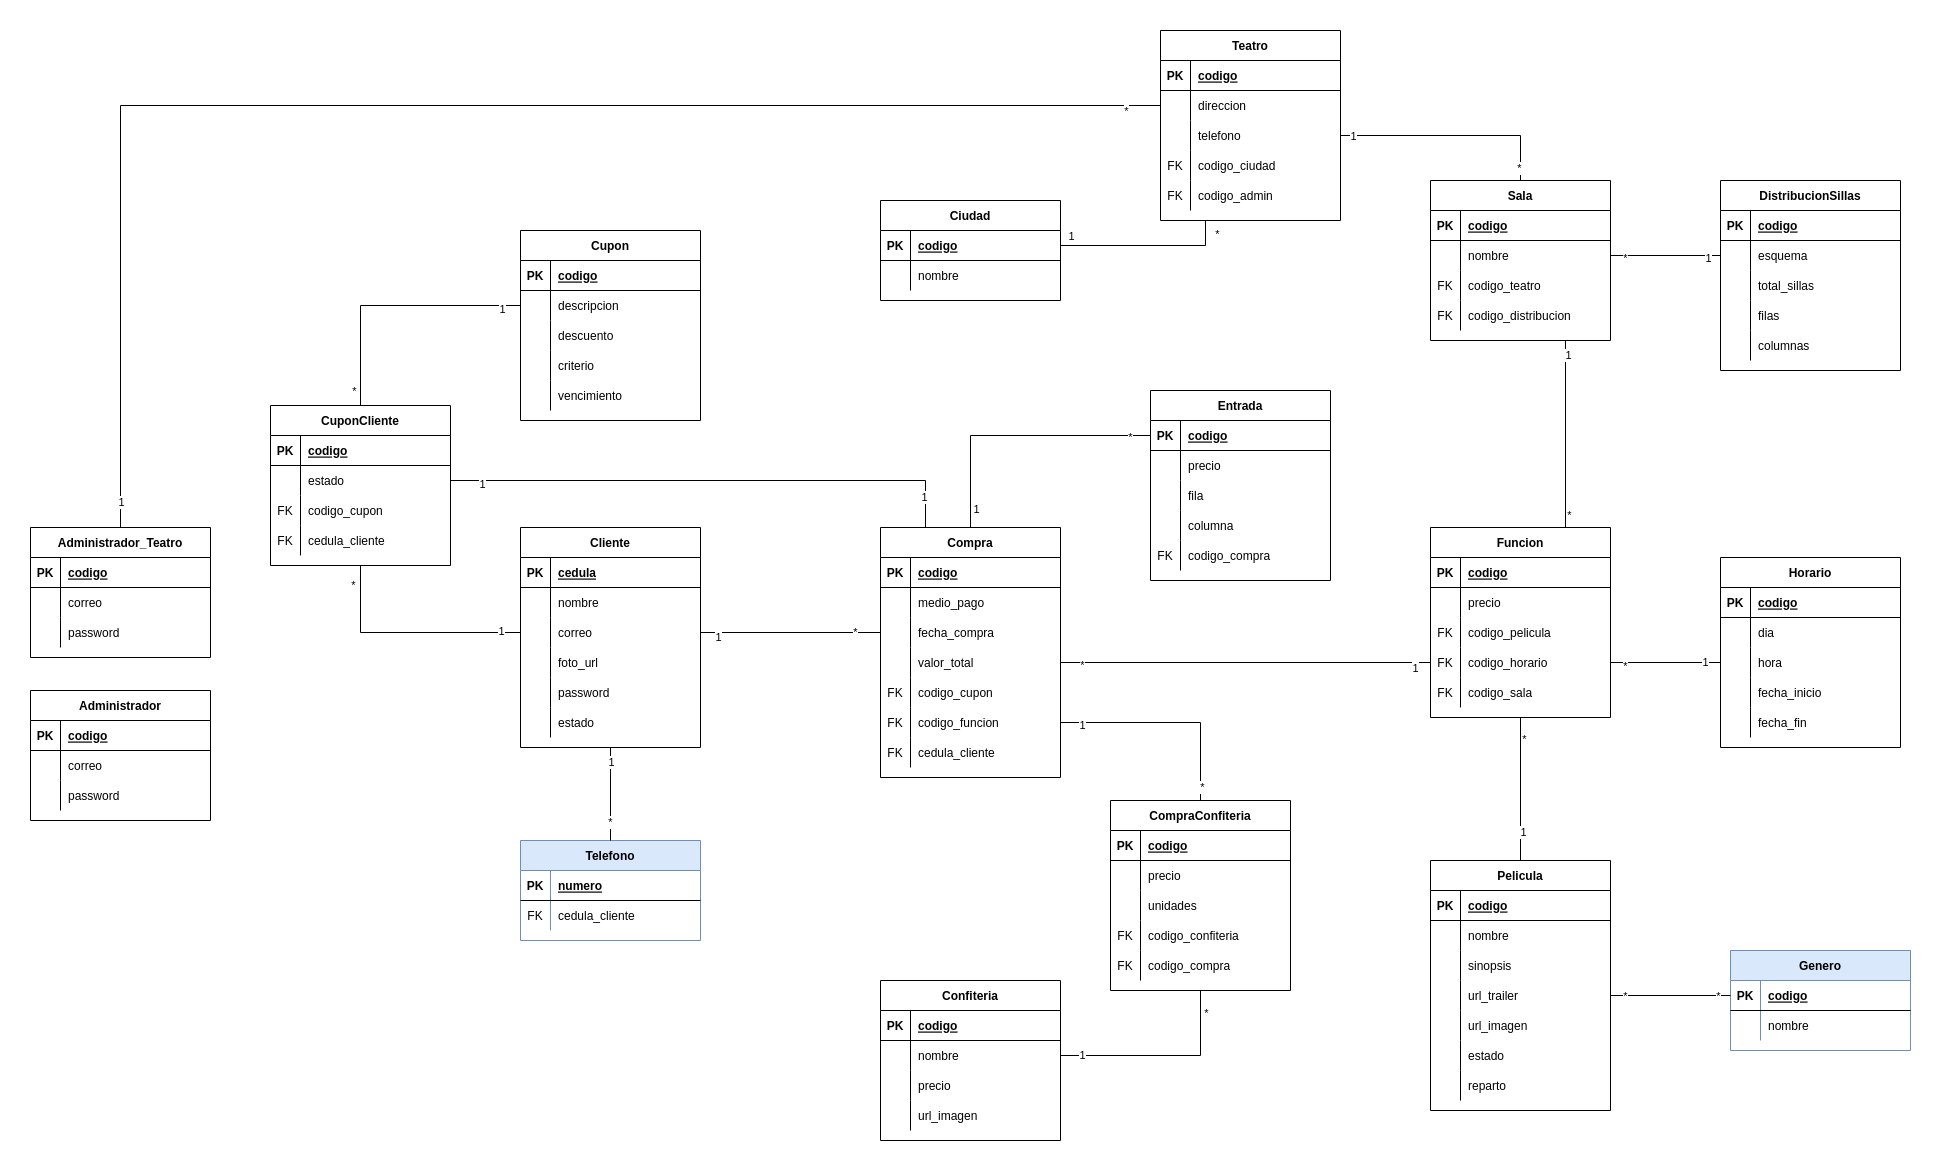 Teatro
PK codigo
direccion
telefono
FK codigo_ciudad
FK codigo_admin
*
1
*
1
*
Ciudad
PK codigo
nombre
1
Sala
PK codigo
nombre
FK codigo_teatro
FK codigo_distribucion
*
1
1
*
DistribucionSillas
PK codigo
esquema
total_sillas
filas
columnas
Cupon
PK codigo
descripcion
descuento
criterio
vencimiento
1
*
CuponCliente
PK codigo
estado
FK codigo_cupon
FK cedula_cliente
1
1
*
1
Entrada
PK codigo
precio
fila
columna
FK codigo_compra
*
1
1
Administrador_Teatro
PK codigo
correo
password
Administrador
PK codigo
correo
password
Cliente
PK cedula
nombre
correo
foto_url
password
estado
1
*
1
*
Telefono
PK numero
FK cedula_cliente
Compra
PK codigo
medio_pago
fecha_compra
valor_total
FK codigo_cupon
FK codigo_funcion
FK cedula_cliente
*
1
1
*
Funcion
PK codigo
precio
FK codigo_pelicula
FK codigo_horario
FK codigo_sala
*
1
*
1
Horario
PK codigo
dia
hora
fecha_inicio
fecha_fin
CompraConfiteria
PK codigo
precio
unidades
FK codigo_confiteria
FK codigo_compra
*
1
Confiteria
PK codigo
nombre
precio
url_imagen
Pelicula
PK codigo
nombre
sinopsis
url_trailer
url_imagen
estado
reparto
*
*
Genero
PK codigo
nombre